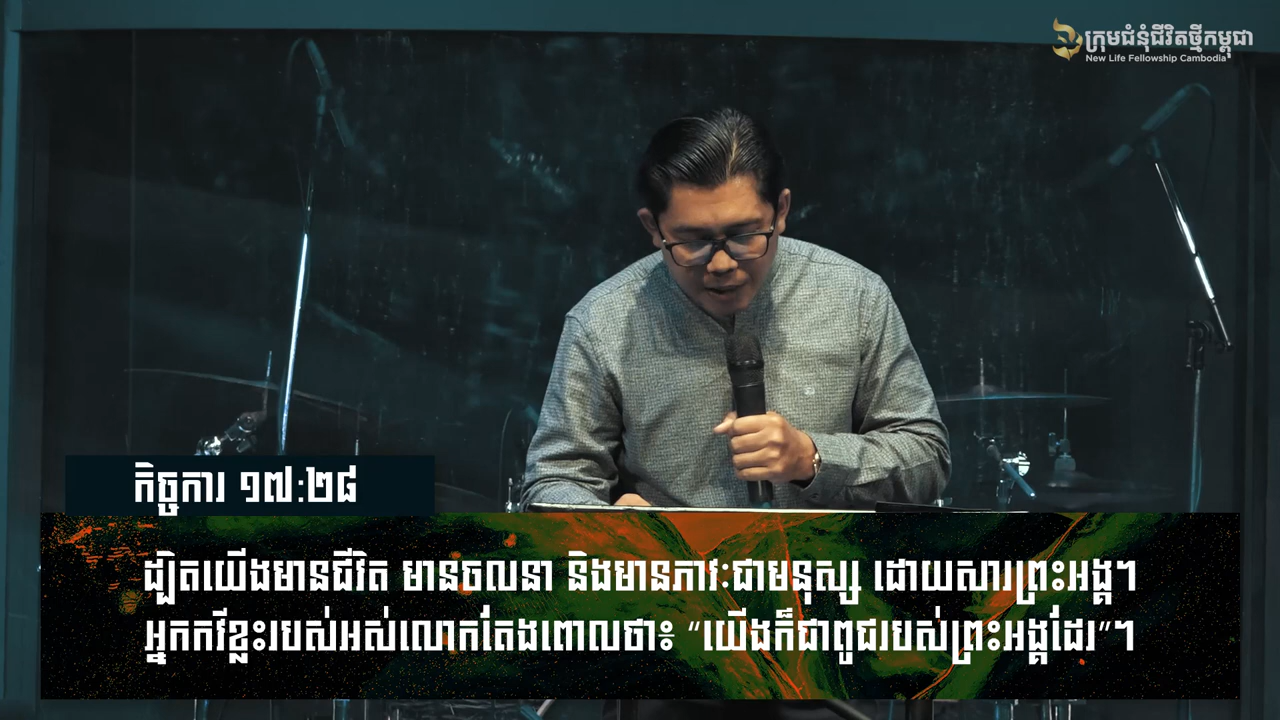 ក្រុមជំនុំជីវិតថ្មីកម្ពុជា
New Life Fellowship Cambodia
កិច្ចការ ១៧:២៨
ដ្បិតយើងមានជីវិត មានចលនា និងមានភាវៈជាមនុស្ស ដោយសារព្រះអង្គ។
អ្នកកវីខ្លះរបស់អស់លោកតែងពោលថា៖ “យើងក៏ជាពូជរបស់ព្រះអង្គដែរ”។